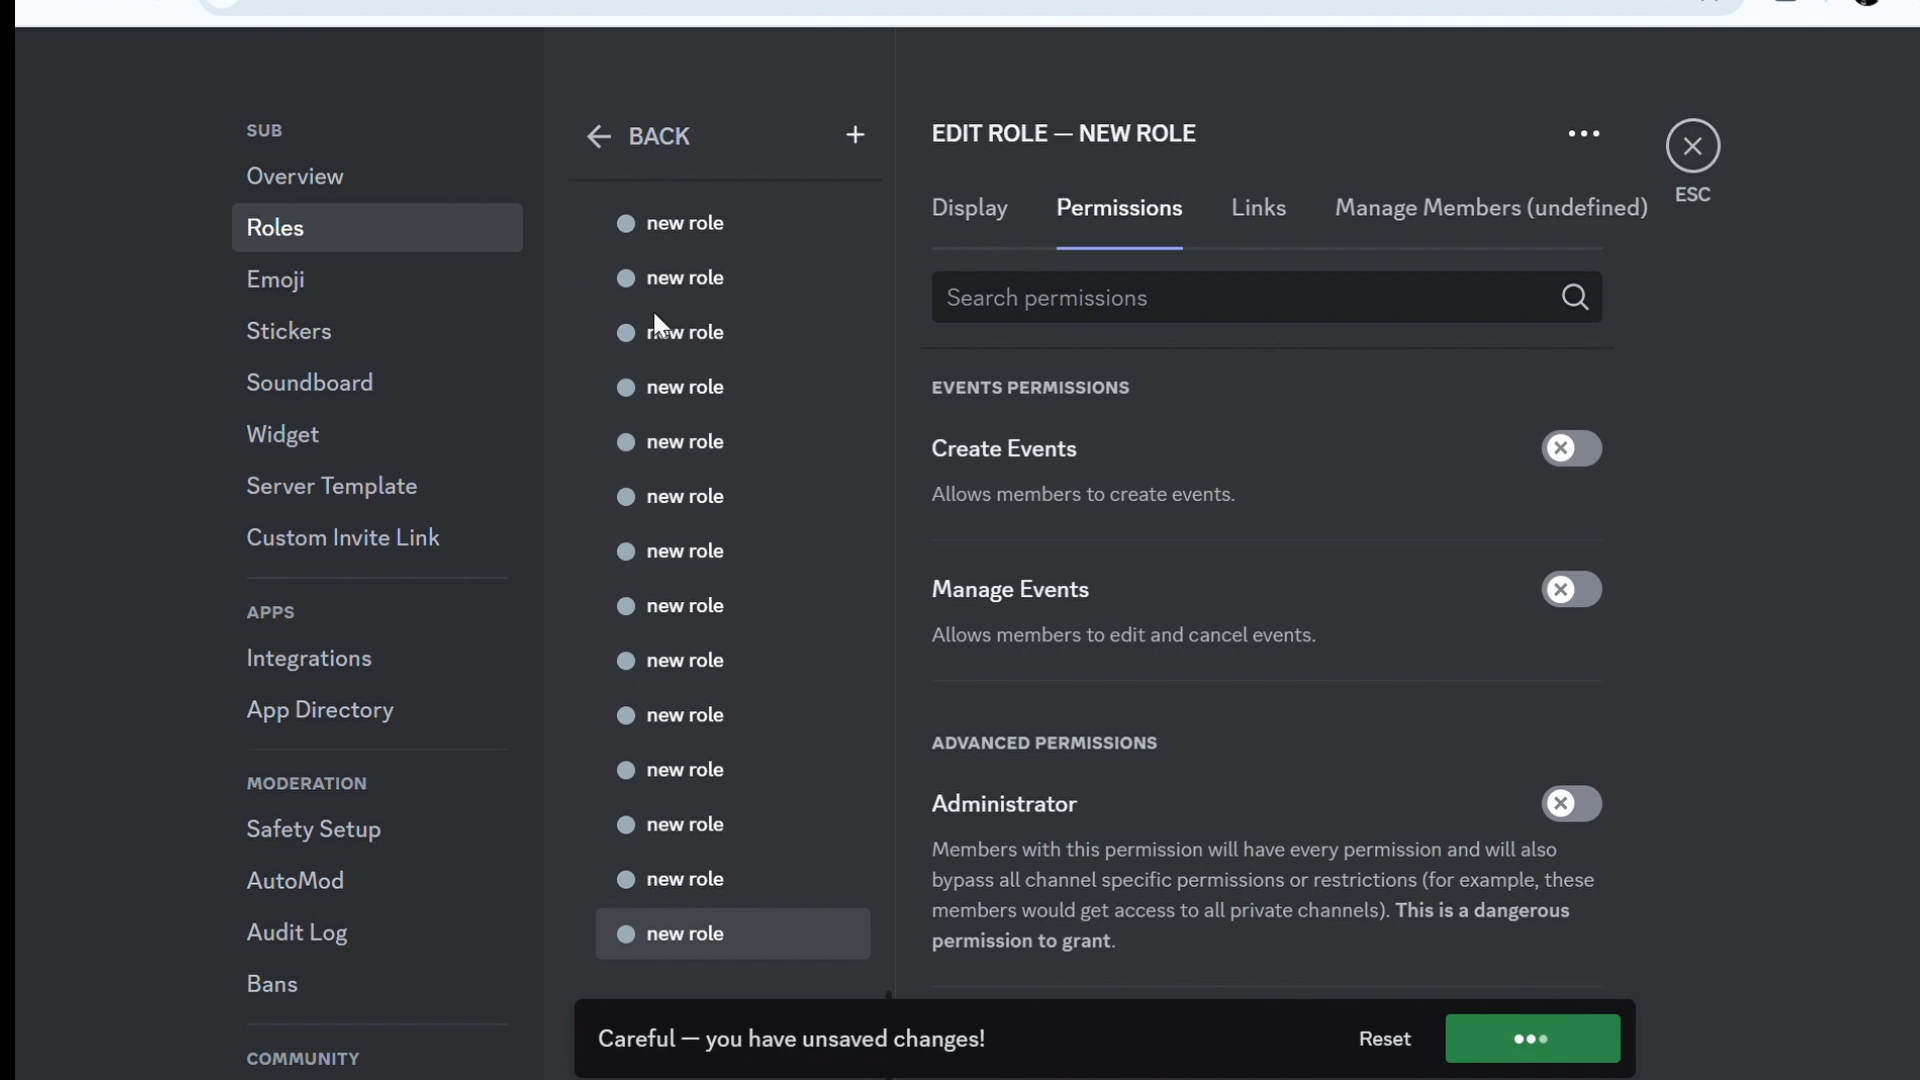 SUB
Overview
Roles
Emoji
Stickers
Soundboard
Widget
Server Template
Custom Invite Link
APPS
Integrations
App Directory
MODERATION
Safety Setup
AutoMod
Audit Log
Bans
COMMUNITY
BACK
new role
new role
new role
new role
new role
new role
new role
new role
new role
new role
new role
new role
new role
new role
EDIT ROLE — NEW ROLE
ESC
Display
Permissions
Links
Manage Members (undefined)
Search permissions
EVENTS PERMISSIONS
Create Events
Allows members to create events.
Manage Events
Allows members to edit and cancel events.
ADVANCED PERMISSIONS
Administrator
Members with this permission will have every permission and will also
bypass all channel specific permissions or restrictions (for example, these
members would get access to all private channels). This is a dangerous
permission to grant.
Careful — you have unsaved changes!
Reset